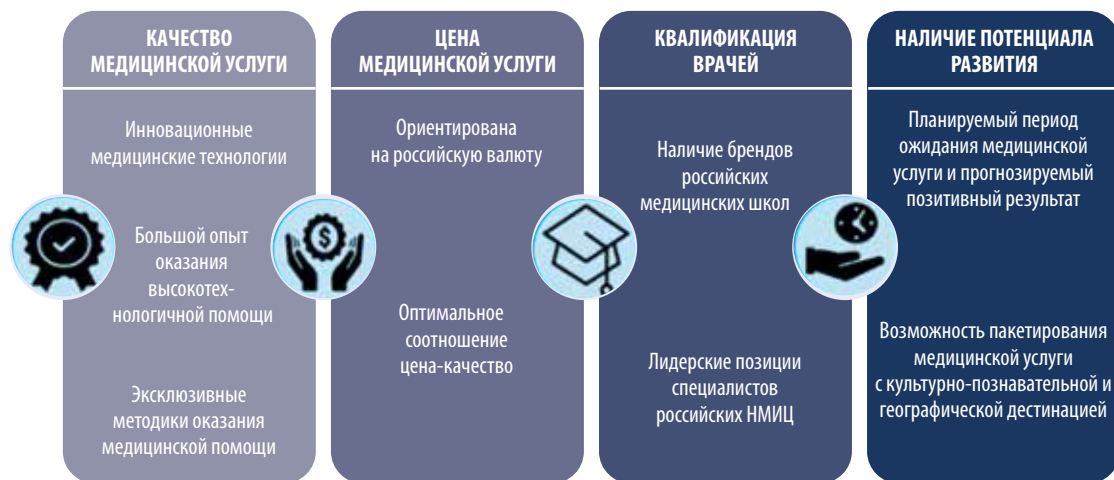 КАЧЕСТВО
МЕДИЦИНСКОЙ УСЛУГИ
Инновационные
медицинские технологии
Большой опыт
оказания
высокотех-
нологичной помощи
Эксклюзивные
методики оказания
медицинской помощи
ЦЕНА
МЕДИЦИНСКОЙ УСЛУГИ
Ориентирована
на российскую валюту
$
Оптимальное
соотношение
цена-качество
КВАЛИФИКАЦИЯ
ВРАЧЕЙ
Наличие брендов
российских
медицинских школ
Лидерские позиции
специалистов
российских НМИЦ
НАЛИЧИЕ ПОТЕНЦИАЛА
РАЗВИТИЯ
Планируемый период
ожидания медицинской
услуги и прогнозируемый
позитивный результат
Возможность пакетирования
медицинской услуги
с культурно-познавательной и
географической дестинацией